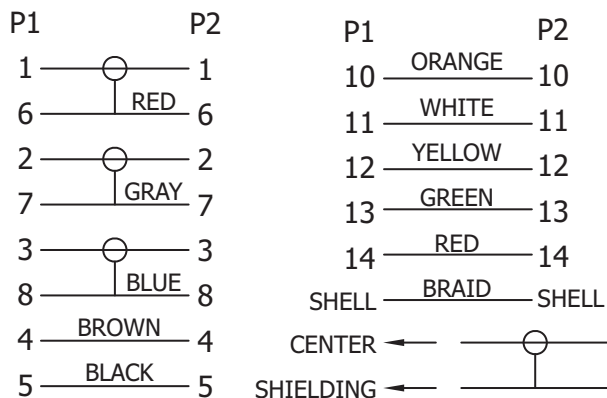 P1 P2
1 1
6 RED 6
2 2
7 GRAY 7
3 3
8 BLUE 8
4 BROWN 4
5 BLACK 5
P1 P2
10 ORANGE 10
11 WHITE 11
12 YELLOW 12
13 GREEN 13
14 RED 14
SHELL BRAID SHELL
CENTER
SHIELDING